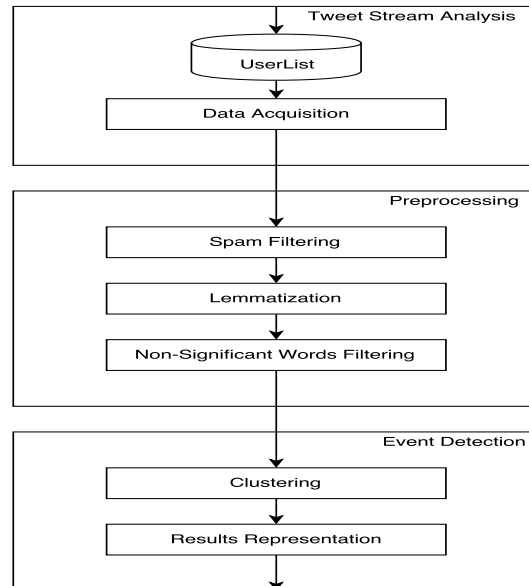 Tweet Stream Analysis
UserList
Data Acquisition
Preprocessing
Spam Filtering
Lemmatization
Non-Significant Words Filtering
Event Detection
Clustering
Results Representation